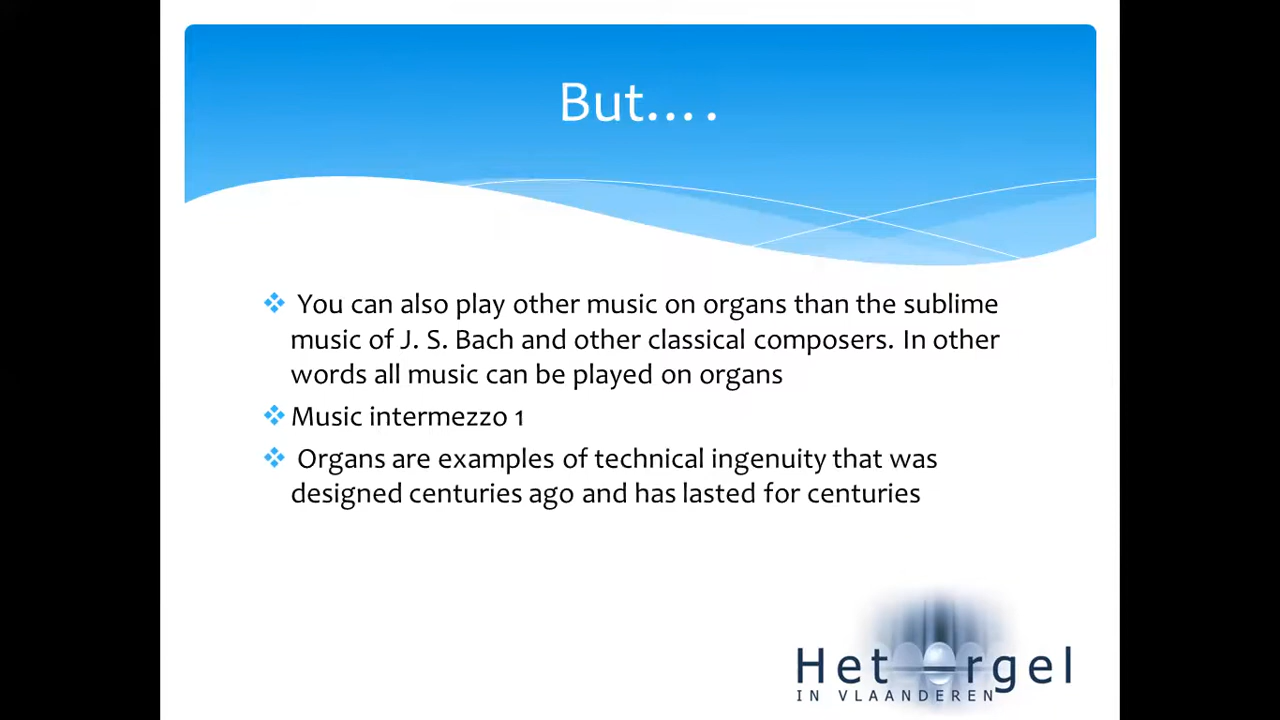 But....
You can also play other music on organs than the sublime
music of J. S. Bach and other classical composers. In other
words all music can be played on organs
Music intermezzo 1
Organs are examples of technical ingenuity that was
designed centuries ago and has lasted for centuries
Het orgel
IN VLAANDEREN